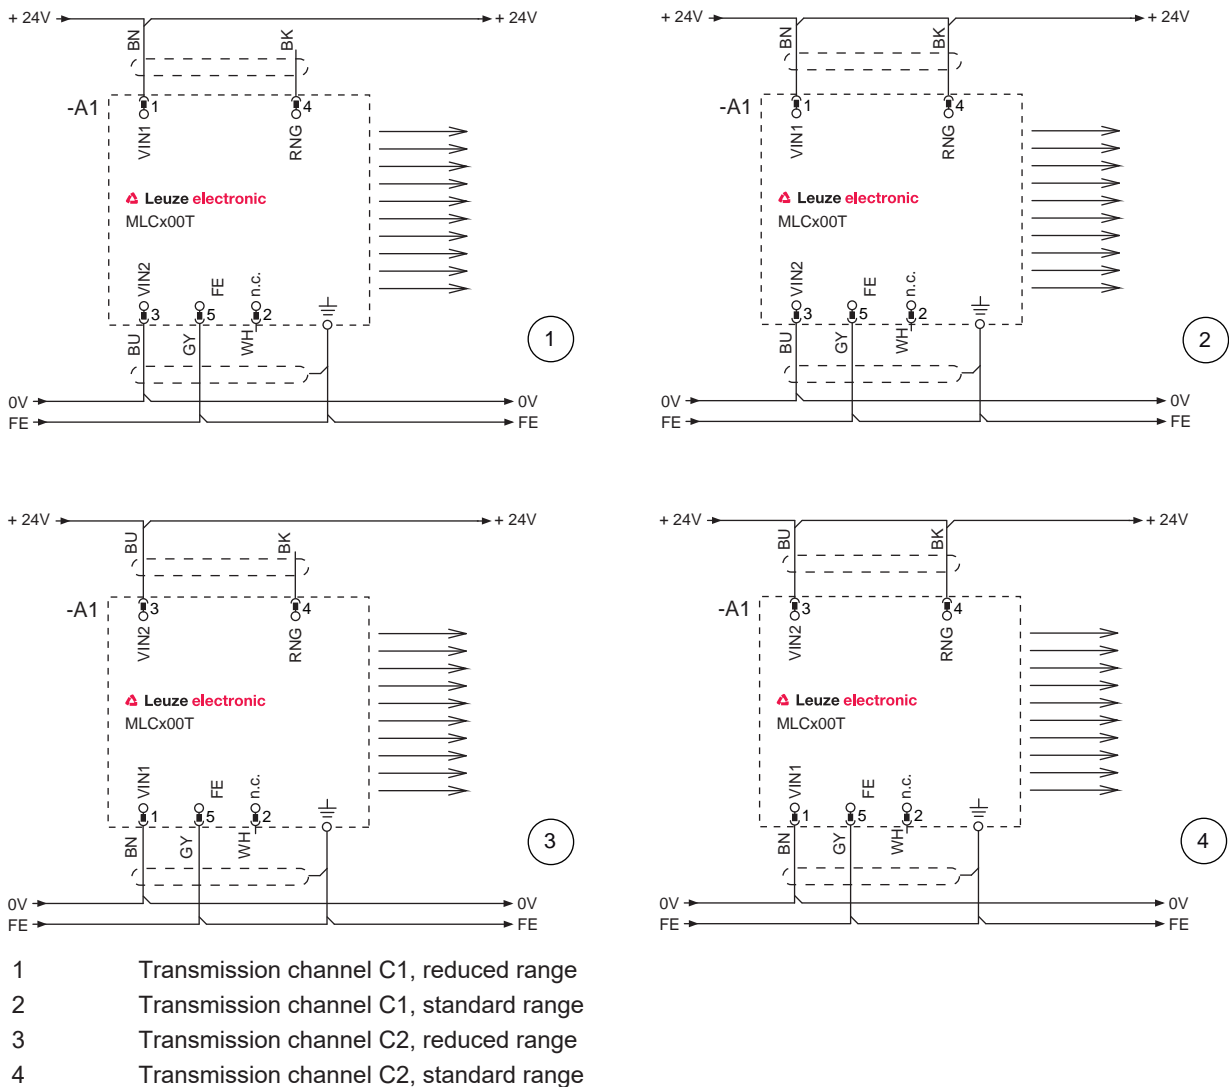 + 24V + 24V
BN BK
-A1 1 4
VIN1 RNG
Leuze electronic
MLCx00T
VIN2 FE n.c.
3 5 2
BU GY WH
1
0V 0V
FE FE
+ 24V + 24V
BN BK
-A1 1 4
VIN1 RNG
Leuze electronic
MLCx00T
VIN2 FE n.c.
3 5 2
BU GY WH
2
0V 0V
FE FE
+ 24V + 24V
BU BK
-A1 3 4
VIN2 RNG
Leuze electronic
MLCx00T
VIN1 FE n.c.
1 5 2
BN GY WH
3
0V 0V
FE FE
+ 24V + 24V
BU BK
-A1 3 4
VIN2 RNG
Leuze electronic
MLCx00T
VIN1 FE n.c.
1 5 2
BN GY WH
4
0V 0V
FE FE
1 Transmission channel C1, reduced range
2 Transmission channel C1, standard range
3 Transmission channel C2, reduced range
4 Transmission channel C2, standard range